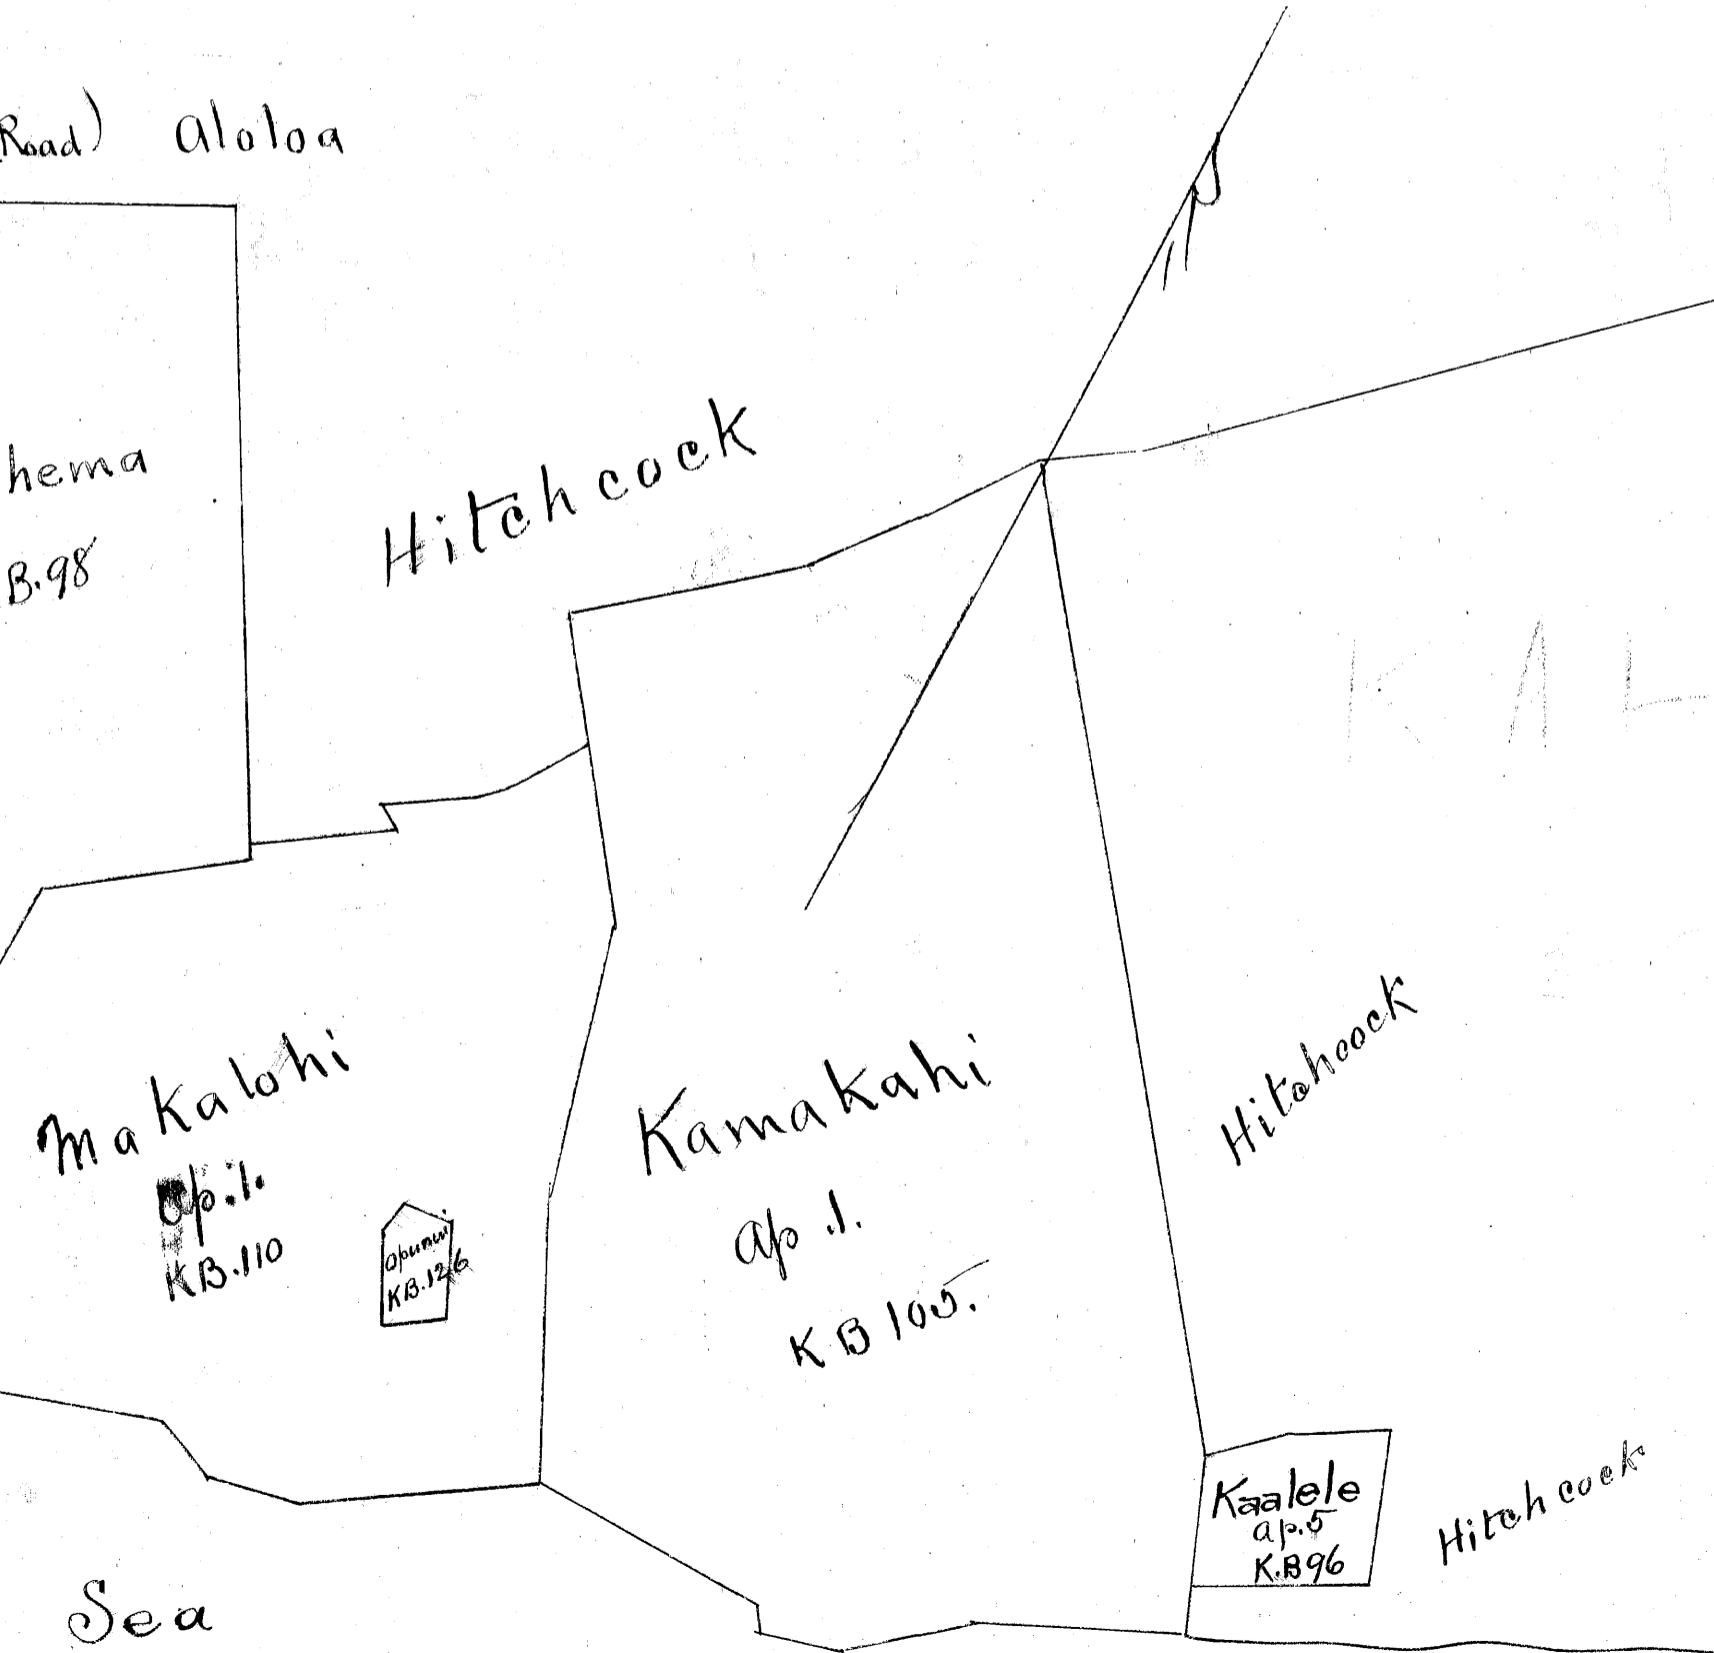 Road) Aloloa
hema
B.98
Hitchcock
KAL
Makalohi
Ap.1.
KB.110
Opunui
KB.126
Kamakahi
Ap.1.
KB 105.
Hitchcock
Kaalele
Ap.5
K.B96
Hitchcock
Sea